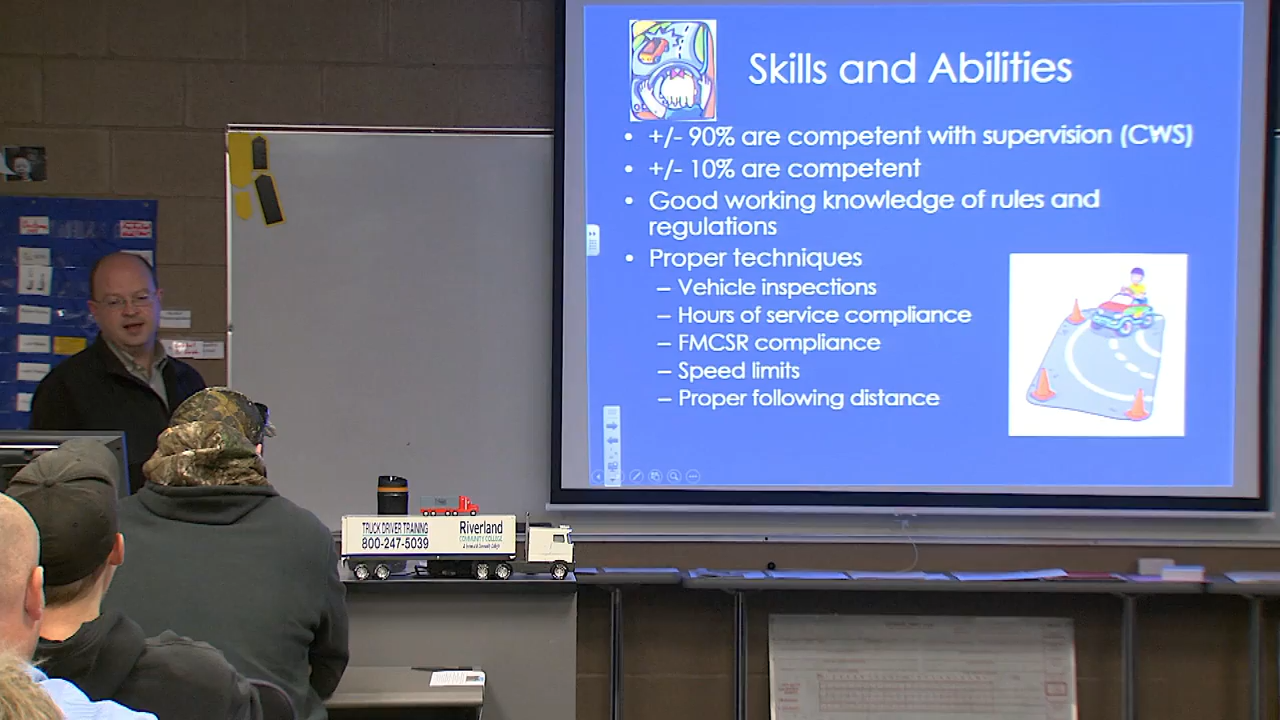 Skills and Abilities
• +/- 90% are competent with supervision (CWS)
• +/- 10% are competent
• Good working knowledge of rules and
regulations
• Proper techniques
– Vehicle inspections
– Hours of service compliance
– FMCSR compliance
– Speed limits
– Proper following distance
TRUCK DRIVER TRAINING
800-247-5039
Riverland
COMMUNITY COLLEGE